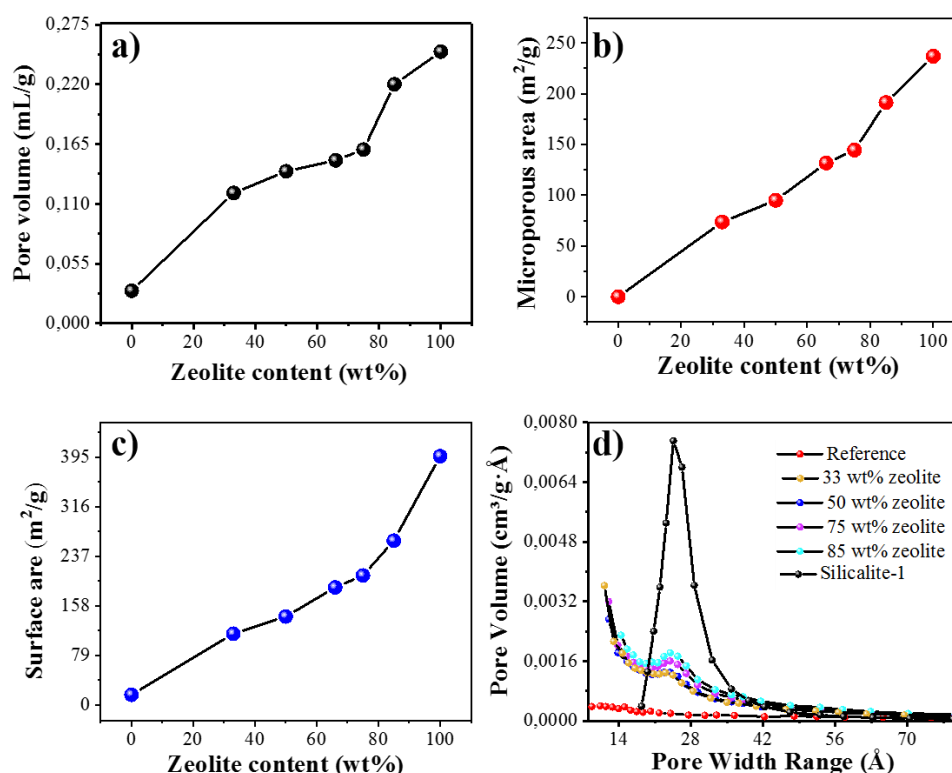 a)
Pore volume (mL/g)
0,275
0,220
0,165
0,110
0,055
0,000
0 20 40 60 80 100
Zeolite content (wt%)
b)
Microporous area (m²/g)
250
200
150
100
50
0
0 20 40 60 80 100
Zeolite content (wt%)
c)
Surface are (m²/g)
395
316
237
158
79
0
0 20 40 60 80 100
Zeolite content (wt%)
d)
Pore Volume (cm³/g·Å)
0,0080
0,0064
0,0048
0,0032
0,0016
0,0000
Reference
33 wt% zeolite
50 wt% zeolite
75 wt% zeolite
85 wt% zeolite
Silicalite-1
14 28 42 56 70
Pore Width Range (Å)